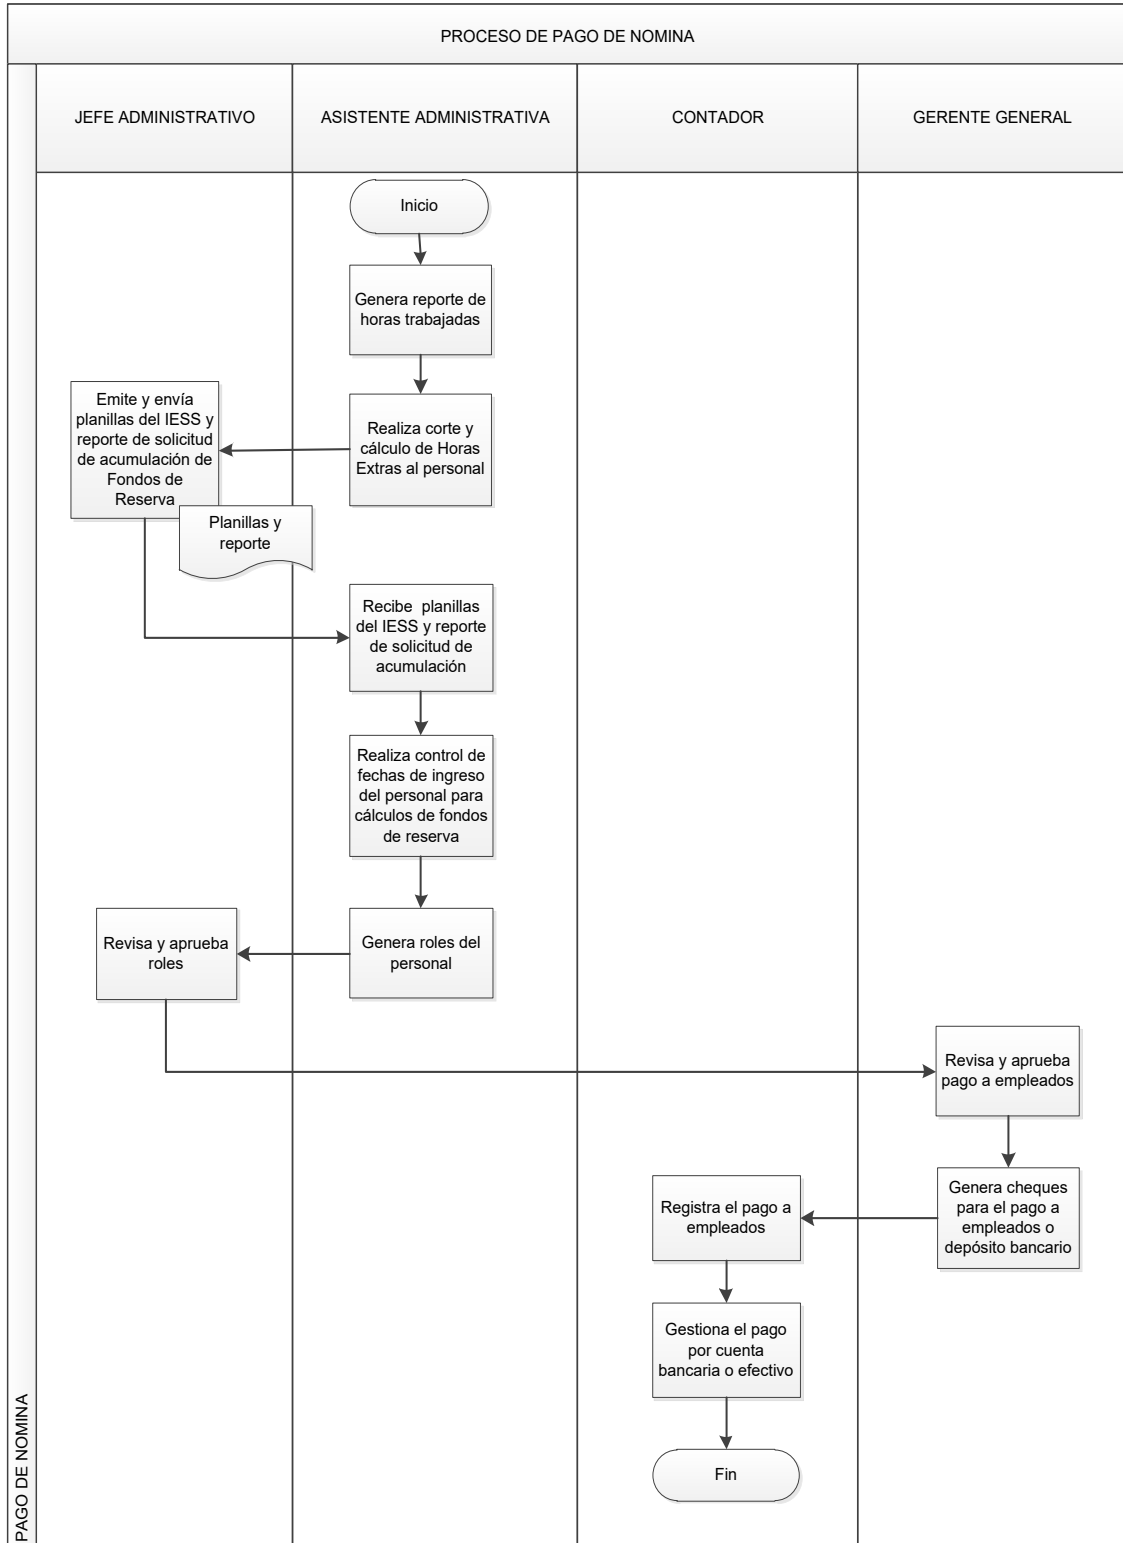 PROCESO DE PAGO DE NOMINA
JEFE ADMINISTRATIVO
ASISTENTE ADMINISTRATIVA
CONTADOR
GERENTE GENERAL
Inicio
Genera reporte de
horas trabajadas
Realiza corte y
cálculo de Horas
Extras al personal
Emite y envía
planillas del IESS y
reporte de solicitud
de acumulación de
Fondos de
Reserva
Planillas y
reporte
Recibe planillas
del IESS y reporte
de solicitud de
acumulación
Realiza control de
fechas de ingreso
del personal para
cálculos de fondos
de reserva
Genera roles del
personal
Revisa y aprueba
roles
Revisa y aprueba
pago a empleados
Genera cheques
para el pago a
empleados o
depósito bancario
Registra el pago a
empleados
Gestiona el pago
por cuenta
bancaria o efectivo
Fin
PAGO DE NOMINA